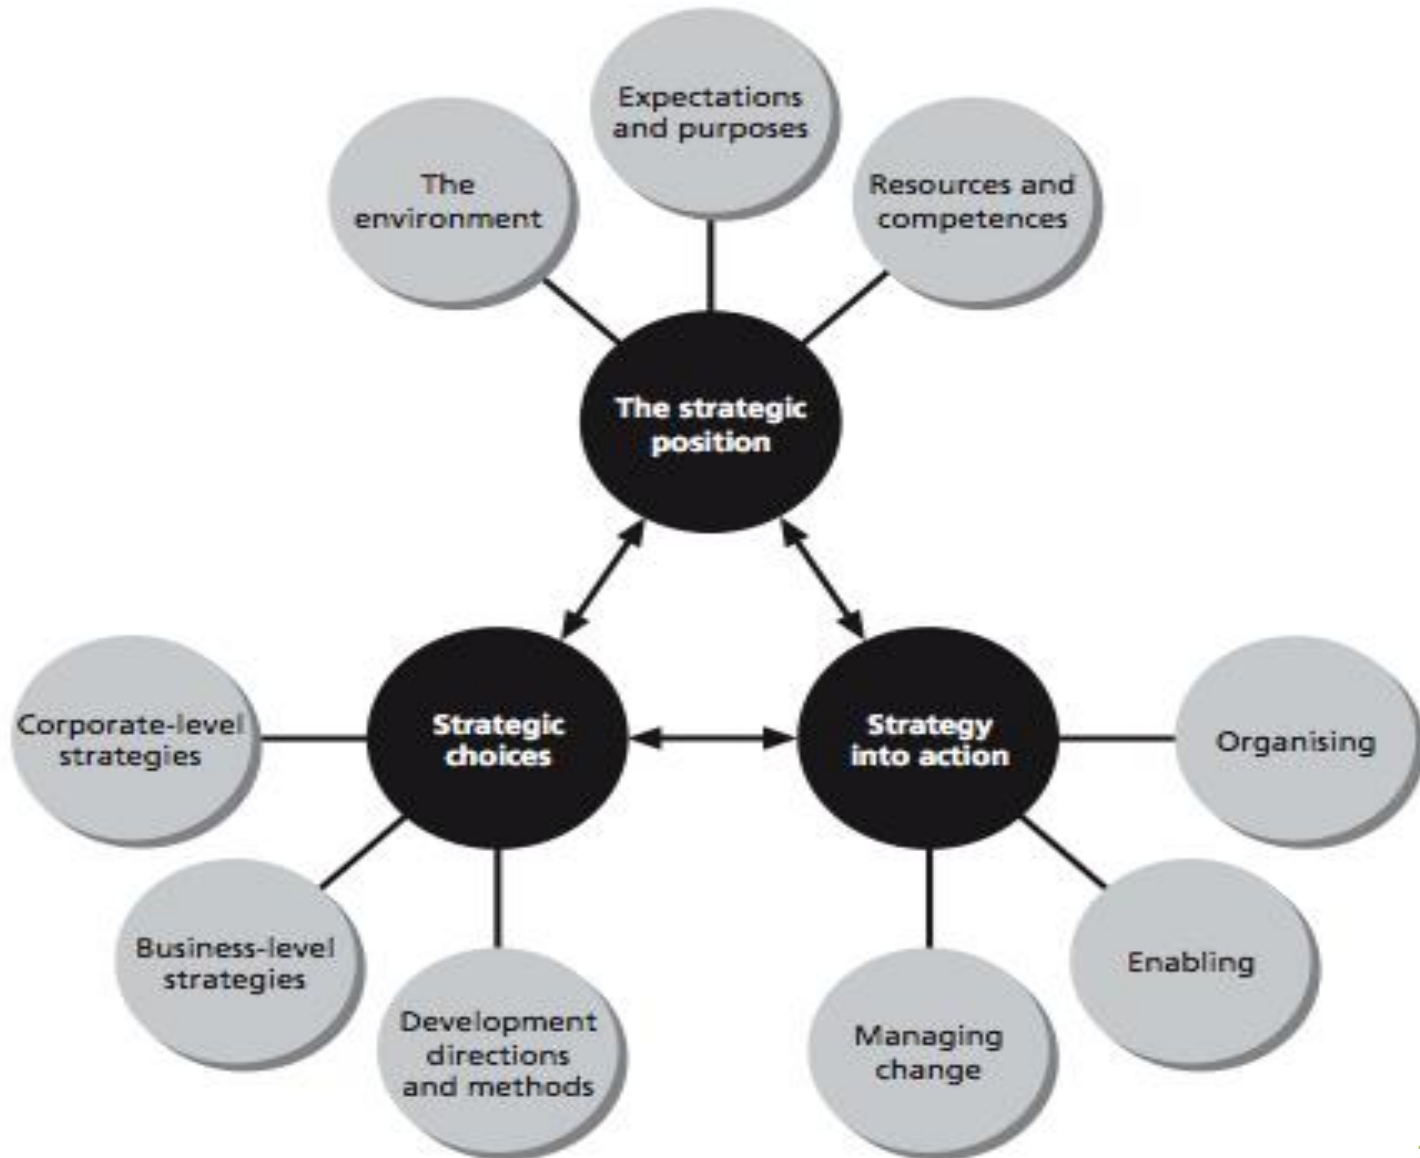 Expectations
and purposes
The
environment
Resources and
competences
The strategic
position
Strategic
choices
Strategy
into action
Corporate-level
strategies
Organising
Business-level
strategies
Enabling
Development
directions
and methods
Managing
change